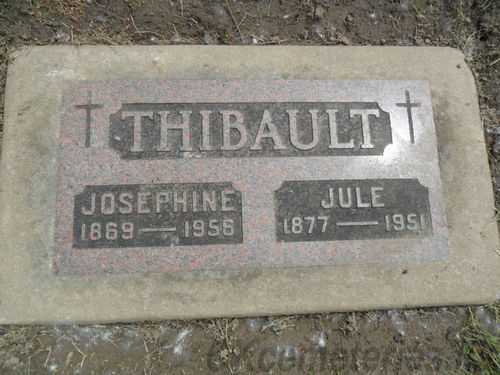 THIBAULT
JOSEPHINE
1869 — 1956
JULE
1877 — 1951